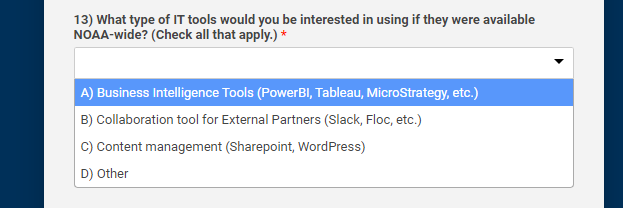 13) What type of IT tools would you be interested in using if they were available
NOAA-wide? (Check all that apply.) *
A) Business Intelligence Tools (PowerBI, Tableau, MicroStrategy, etc.)
B) Collaboration tool for External Partners (Slack, Floc, etc.)
C) Content management (Sharepoint, WordPress)
D) Other